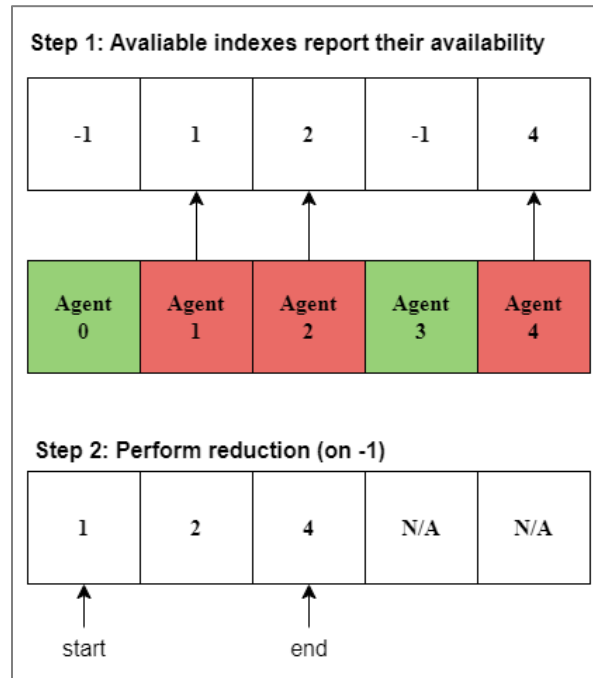 Step 1: Avaliable indexes report their availability
-1 1 2 -1 4
Agent Agent Agent Agent Agent
0 1 2 3 4
Step 2: Perform reduction (on -1)
1 2 4 N/A N/A
start end